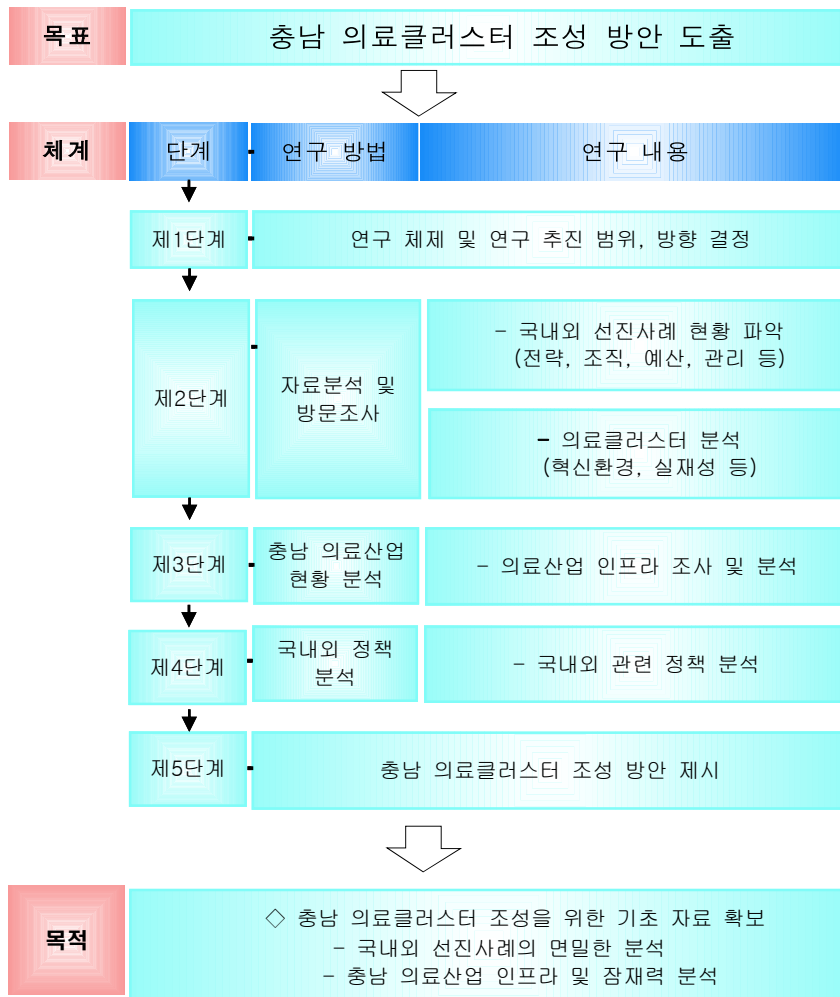 목표
충남 의료클러스터 조성 방안 도출
체계
단계
연구 방법
연구 내용
제1단계
연구 체제 및 연구 추진 범위, 방향 결정
제2단계
자료분석 및
방문조사
- 국내외 선진사례 현황 파악
(전략, 조직, 예산, 관리 등)
- 의료클러스터 분석
(혁신환경, 실재성 등)
제3단계
충남 의료산업
현황 분석
- 의료산업 인프라 조사 및 분석
제4단계
국내외 정책
분석
- 국내외 관련 정책 분석
제5단계
충남 의료클러스터 조성 방안 제시
목적
◇ 충남 의료클러스터 조성을 위한 기초 자료 확보
- 국내외 선진사례의 면밀한 분석
- 충남 의료산업 인프라 및 잠재력 분석